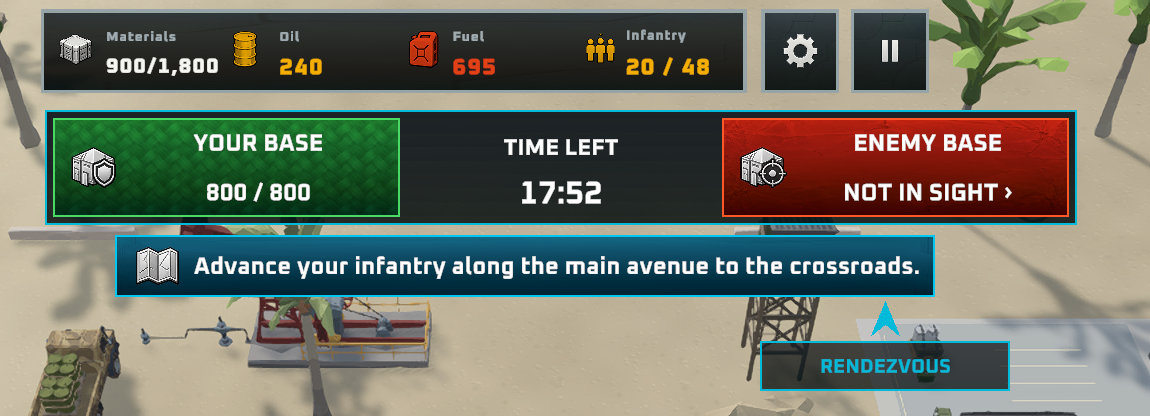 Materials
900/1,800
Oil
240
Fuel
695
Infantry
20 / 48
YOUR BASE
800 / 800
TIME LEFT
17:52
ENEMY BASE
NOT IN SIGHT ›
Advance your infantry along the main avenue to the crossroads.
RENDEZVOUS